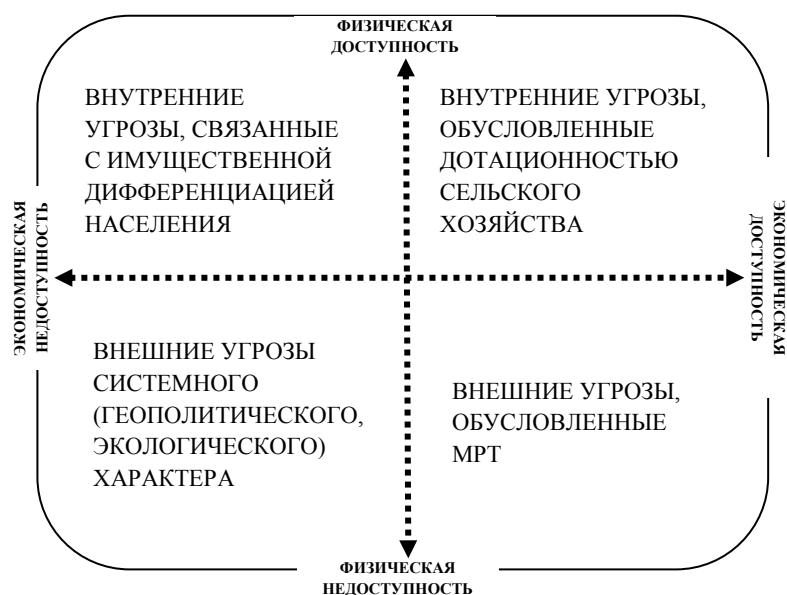 ФИЗИЧЕСКАЯ
ДОСТУПНОСТЬ
ВНУТРЕННИЕ
УГРОЗЫ, СВЯЗАННЫЕ
С ИМУЩЕСТВЕННОЙ
ДИФФЕРЕНЦИАЦИЕЙ
НАСЕЛЕНИЯ
ВНУТРЕННИЕ УГРОЗЫ,
ОБУСЛОВЛЕННЫЕ
ДОТАЦИОННОСТЬЮ
СЕЛЬСКОГО
ХОЗЯЙСТВА
ЭКОНОМИЧЕСКАЯ
НЕДОСТУПНОСТЬ
ЭКОНОМИЧЕСКАЯ
ДОСТУПНОСТЬ
ВНЕШНИЕ УГРОЗЫ
СИСТЕМНОГО
(ГЕОПОЛИТИЧЕСКОГО,
ЭКОЛОГИЧЕСКОГО)
ХАРАКТЕРА
ВНЕШНИЕ УГРОЗЫ,
ОБУСЛОВЛЕННЫЕ
МРТ
ФИЗИЧЕСКАЯ
НЕДОСТУПНОСТЬ